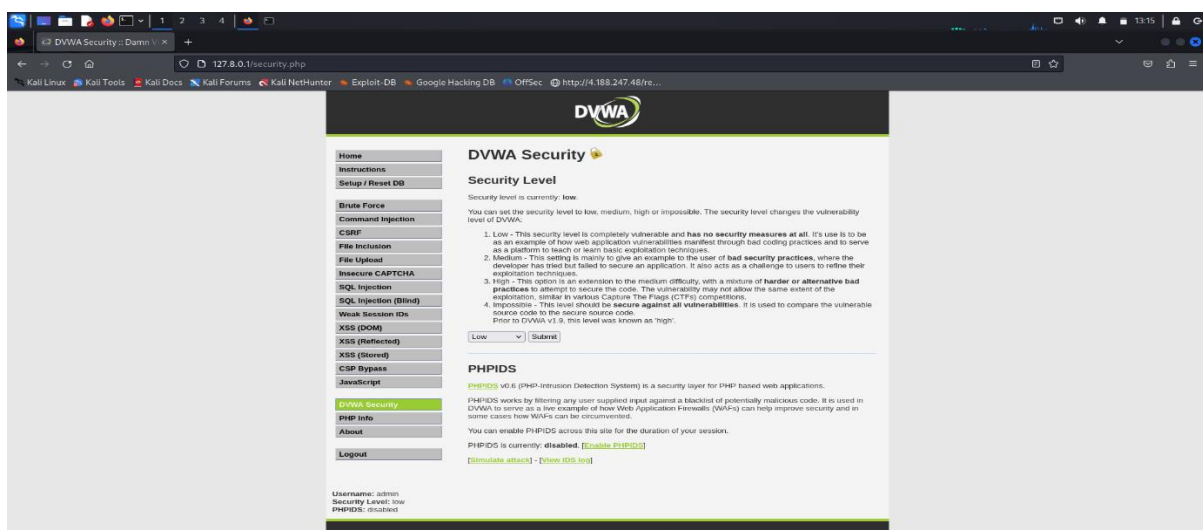 1 2 3 4
13:15
DVWA Security :: Damn V
127.8.0.1/security.php
Kali Linux Kali Tools Kali Docs Kali Forums Kali NetHunter Exploit-DB Google Hacking DB OffSec http://4.188.247.48/re...
DVWA
Home
Instructions
Setup / Reset DB
Brute Force
Command Injection
CSRF
File Inclusion
File Upload
Insecure CAPTCHA
SQL Injection
SQL Injection (Blind)
Weak Session IDs
XSS (DOM)
XSS (Reflected)
XSS (Stored)
CSP Bypass
JavaScript
DVWA Security
PHP Info
About
Logout
Username: admin
Security Level: low
PHPIDS: disabled
DVWA Security
Security Level
Security level is currently: low.
You can set the security level to low, medium, high or impossible. The security level changes the vulnerability
level of DVWA:
1. Low - This security level is completely vulnerable and has no security measures at all. It's use is to be
as an example of how web application vulnerabilities manifest through bad coding practices and to serve
as a platform to teach or learn basic exploitation techniques.
2. Medium - This setting is mainly to give an example to the user of bad security practices, where the
developer has tried but failed to secure an application. It also acts as a challenge to users to refine their
exploitation techniques.
3. High - This option is an extension to the medium difficulty, with a mixture of harder or alternative bad
practices to attempt to secure the code. The vulnerability may not allow the same extent of the
exploitation, similar in various Capture The Flags (CTFs) competitions.
4. Impossible - This level should be secure against all vulnerabilities. It is used to compare the vulnerable
source code to the secure source code.
Prior to DVWA v1.9, this level was known as 'high'.
Low Submit
PHPIDS
PHPIDS v0.6 (PHP-Intrusion Detection System) is a security layer for PHP based web applications.
PHPIDS works by filtering any user supplied input against a blacklist of potentially malicious code. It is used in
DVWA to serve as a live example of how Web Application Firewalls (WAFs) can help improve security and in
some cases how WAFs can be circumvented.
You can enable PHPIDS across this site for the duration of your session.
PHPIDS is currently: disabled. [Enable PHPIDS]
[Simulate attack] - [View IDS log]